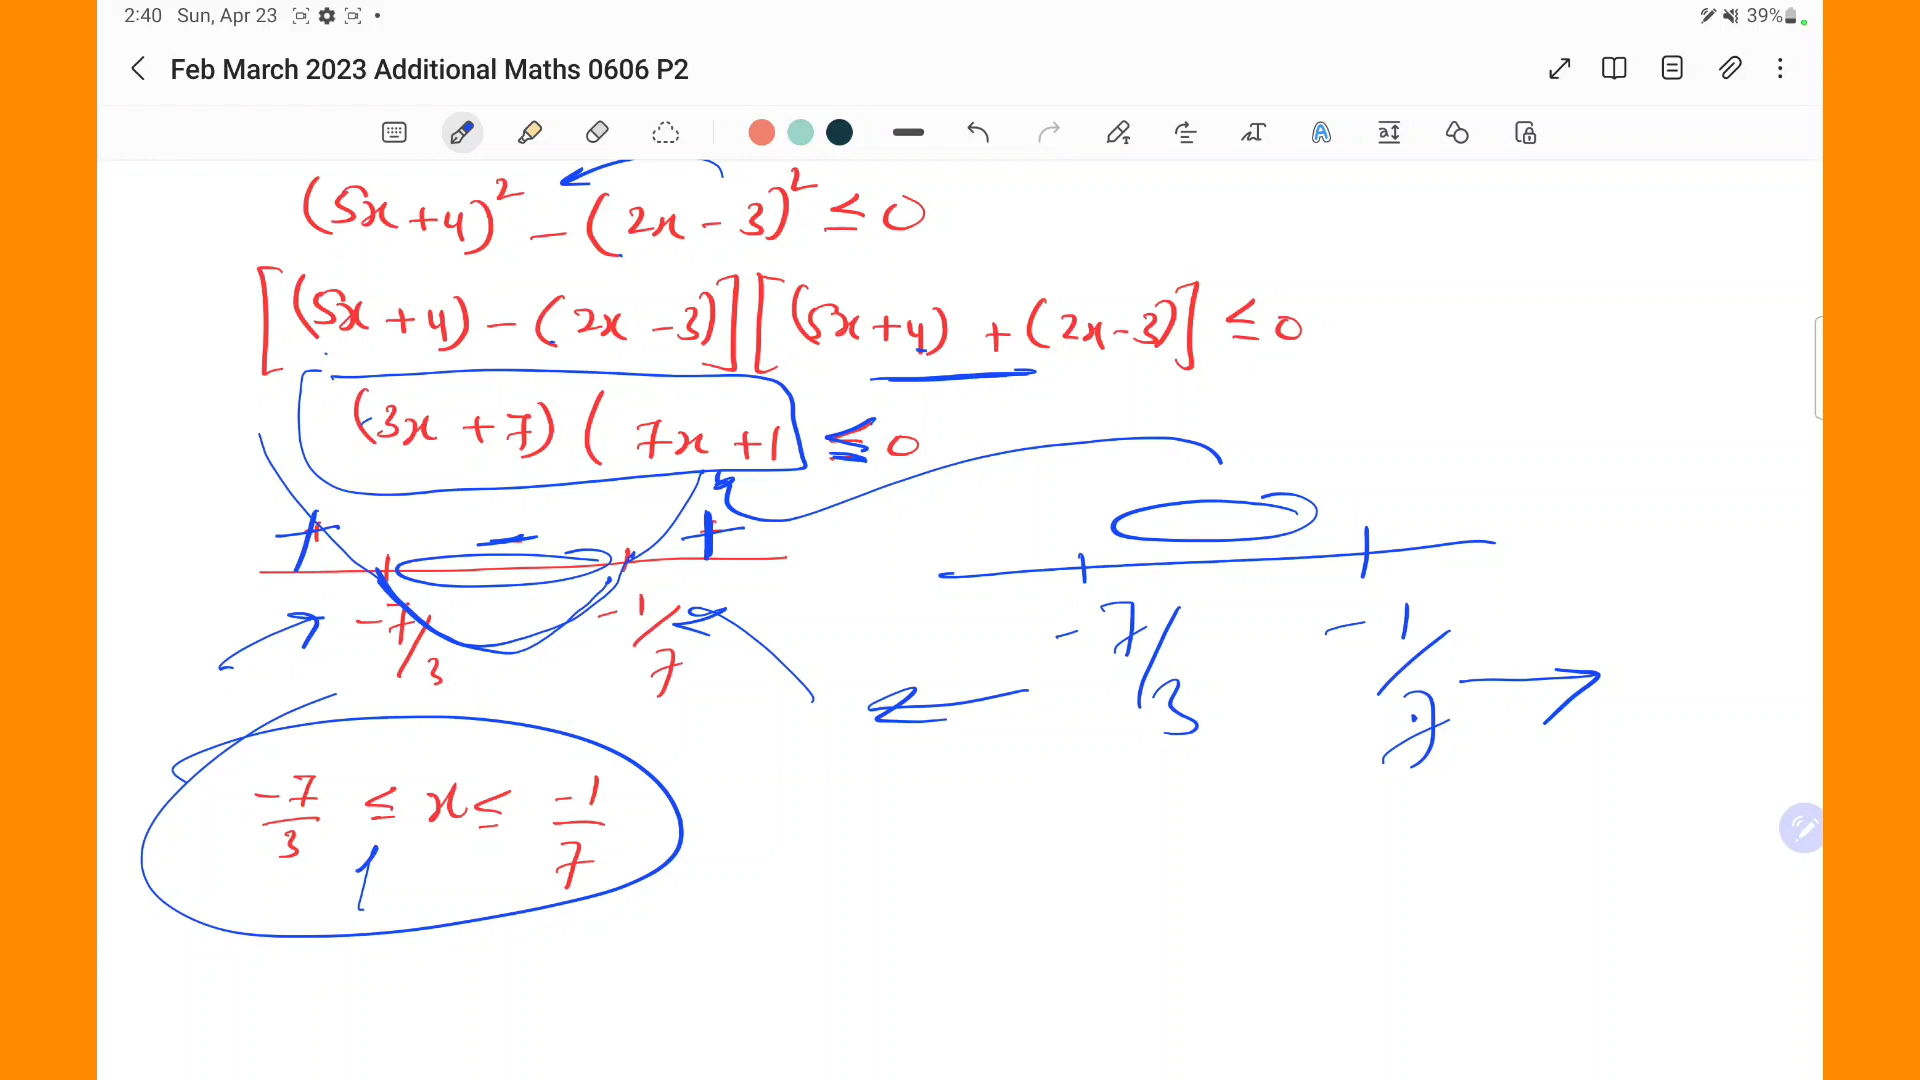 2:40 Sun, Apr 23 39%
Feb March 2023 Additional Maths 0606 P2
(5x+4)² - (2x-3)² ≤ 0
[(5x+4) - (2x-3)][(5x+4) + (2x-3)] ≤ 0
(3x+7)(7x+1 ≤ 0
+ - +
-7/3 -1/7 -7/3 -1/7
-7/3 ≤ x ≤ -1/7